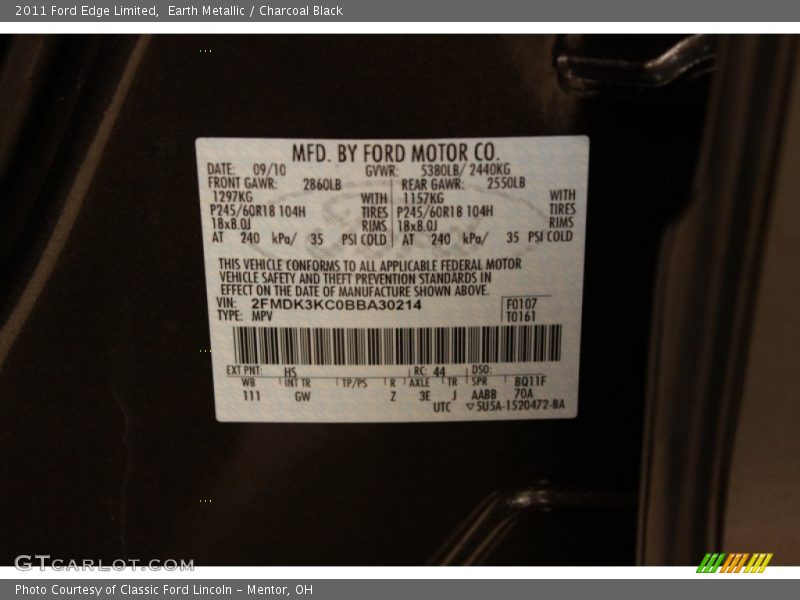 2011 Ford Edge Limited,  Earth Metallic / Charcoal Black
MFD. BY FORD MOTOR CO.
DATE: 09/10 GVWR: 5380LB/ 2440KG
FRONT GAWR: 2860LB REAR GAWR: 2550LB
1297KG WITH 1157KG WITH
P245/60R18 104H TIRES P245/60R18 104H TIRES
18x8.0J RIMS 18x8.0J RIMS
AT 240 kPa/ 35 PSI COLD AT 240 kPa/ 35 PSI COLD
THIS VEHICLE CONFORMS TO ALL APPLICABLE FEDERAL MOTOR
VEHICLE SAFETY AND THEFT PREVENTION STANDARDS IN
EFFECT ON THE DATE OF MANUFACTURE SHOWN ABOVE.
VIN: 2FMDK3KC0BBA30214 F0107
TYPE: MPV T0161
EXT PNT: HS RC: 44 DSO:
WB INT TR TP/PS R AXLE TR SPR BQ11F
111 GW Z 3E J AABB 70A
UTC ▽5U5A-1520472-BA
GTCARLOT.COM
Photo Courtesy of Classic Ford Lincoln – Mentor, OH